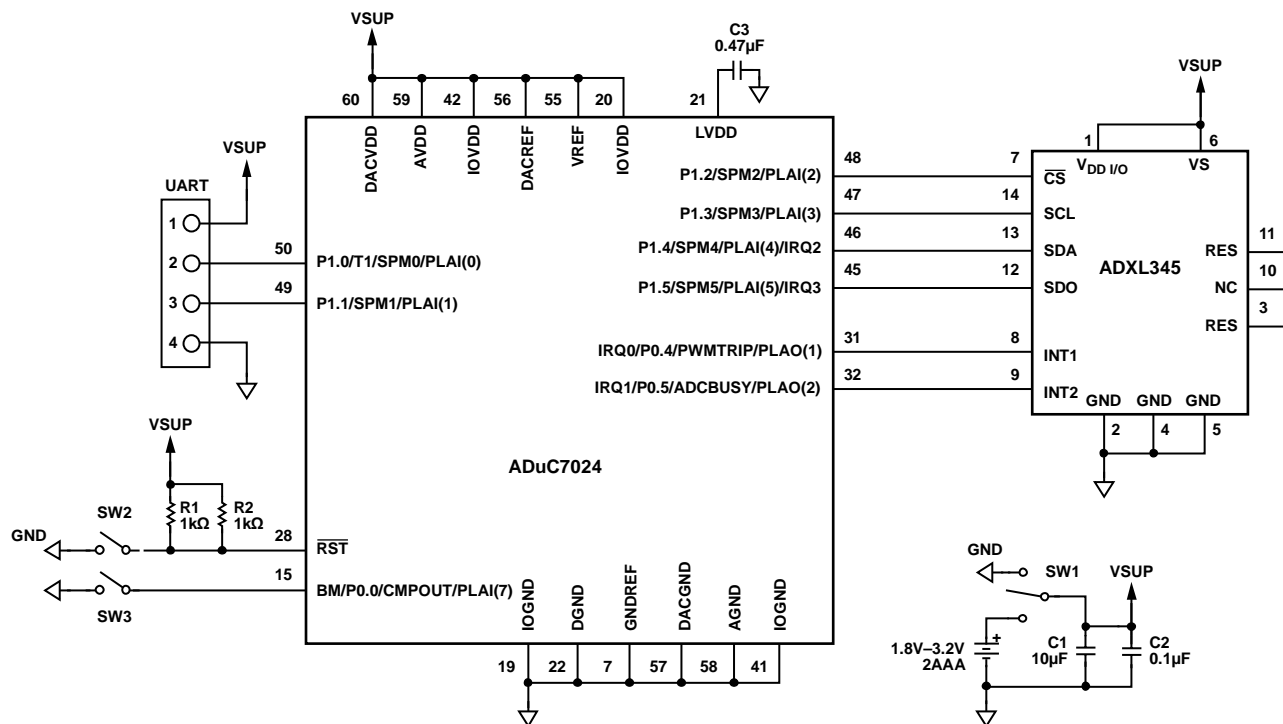 VSUP
C3
0.47µF
VSUP
60 59 42 56 55 20 21
DACVDD
AVDD
IOVDD
DACREF
VREF
IOVDD
LVDD
1 6
VDD I/O
VS
VSUP
UART
1
2
3
4
50
P1.0/T1/SPM0/PLAI(0)
49
P1.1/SPM1/PLAI(1)
P1.2/SPM2/PLAI(2) 48 7 CS
P1.3/SPM3/PLAI(3) 47 14 SCL
P1.4/SPM4/PLAI(4)/IRQ2 46 13 SDA
P1.5/SPM5/PLAI(5)/IRQ3 45 12 SDO
IRQ0/P0.4/PWMTRIP/PLAO(1) 31 8 INT1
IRQ1/P0.5/ADCBUSY/PLAO(2) 32 9 INT2
ADXL345
RES 11
NC 10
RES 3
GND GND GND
2 4 5
ADuC7024
VSUP
R1
1kΩ
R2
1kΩ
SW2
GND
28
RST
15
BM/P0.0/CMPOUT/PLAI(7)
SW3
IOGND
DGND
GNDREF
DACGND
AGND
IOGND
19 22 7 57 58 41
GND
SW1
VSUP
+
1.8V–3.2V
2AAA
C1
10µF
C2
0.1µF